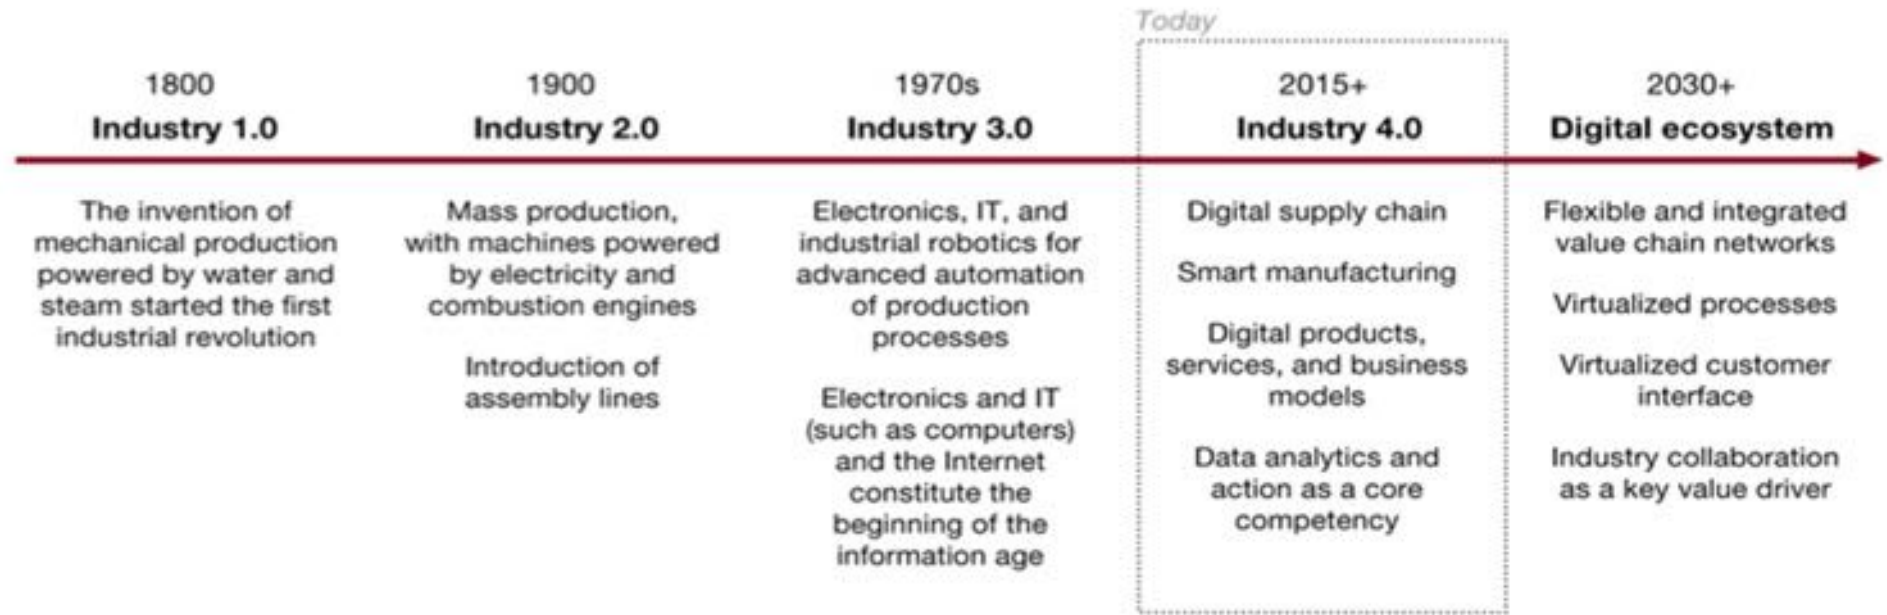 Today
1800
Industry 1.0
The invention of
mechanical production
powered by water and
steam started the first
industrial revolution
1900
Industry 2.0
Mass production,
with machines powered
by electricity and
combustion engines
Introduction of
assembly lines
1970s
Industry 3.0
Electronics, IT, and
industrial robotics for
advanced automation
of production
processes
Electronics and IT
(such as computers)
and the Internet
constitute the
beginning of the
information age
2015+
Industry 4.0
Digital supply chain
Smart manufacturing
Digital products,
services, and business
models
Data analytics and
action as a core
competency
2030+
Digital ecosystem
Flexible and integrated
value chain networks
Virtualized processes
Virtualized customer
interface
Industry collaboration
as a key value driver